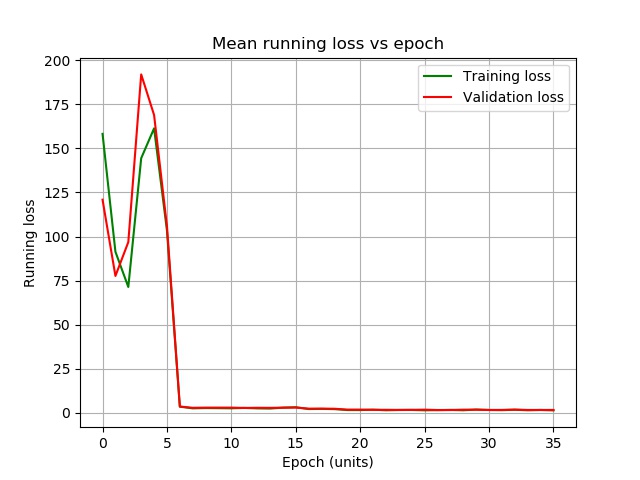 Mean running loss vs epoch
Training loss
Validation loss
200
175
150
125
100
75
50
25
0
Running loss
0 5 10 15 20 25 30 35
Epoch (units)